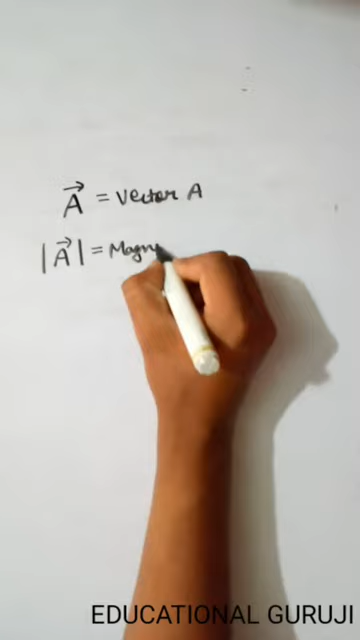 A⃗ = Vector A
|A⃗| = Magn
EDUCATIONAL GURUJI